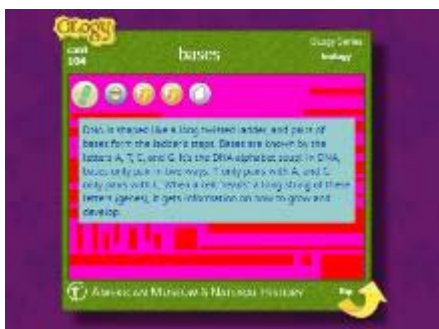 OLogy
card
104
bases
OLogy Series
biology
DNA is shaped like a long twisted ladder, and pairs of
bases form the ladder's steps. Bases are known by the
letters A, T, C, and G. It's the DNA alphabet soup! In DNA,
bases only pair in two ways. T only pairs with A, and G
only pairs with C. When a cell "reads" a long string of these
letters (genes), it gets information on how to grow and
develop.
American Museum & Natural History
flip